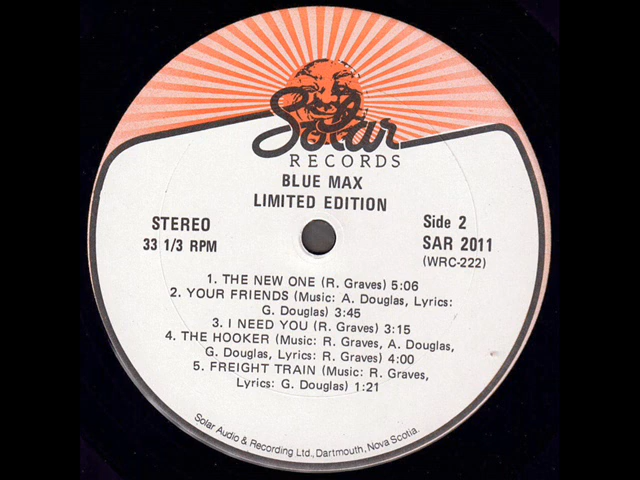 Solar
RECORDS
BLUE MAX
LIMITED EDITION
STEREO
33 1/3 RPM
Side 2
SAR 2011
(WRC-222)
1. THE NEW ONE (R. Graves) 5:06
2. YOUR FRIENDS (Music: A. Douglas, Lyrics:
G. Douglas) 3:45
3. I NEED YOU (R. Graves) 3:15
4. THE HOOKER (Music: R. Graves, A. Douglas,
G. Douglas, Lyrics: R. Graves) 4:00
5. FREIGHT TRAIN (Music: R. Graves,
Lyrics: G. Douglas) 1:21
Solar Audio & Recording Ltd., Dartmouth, Nova Scotia.